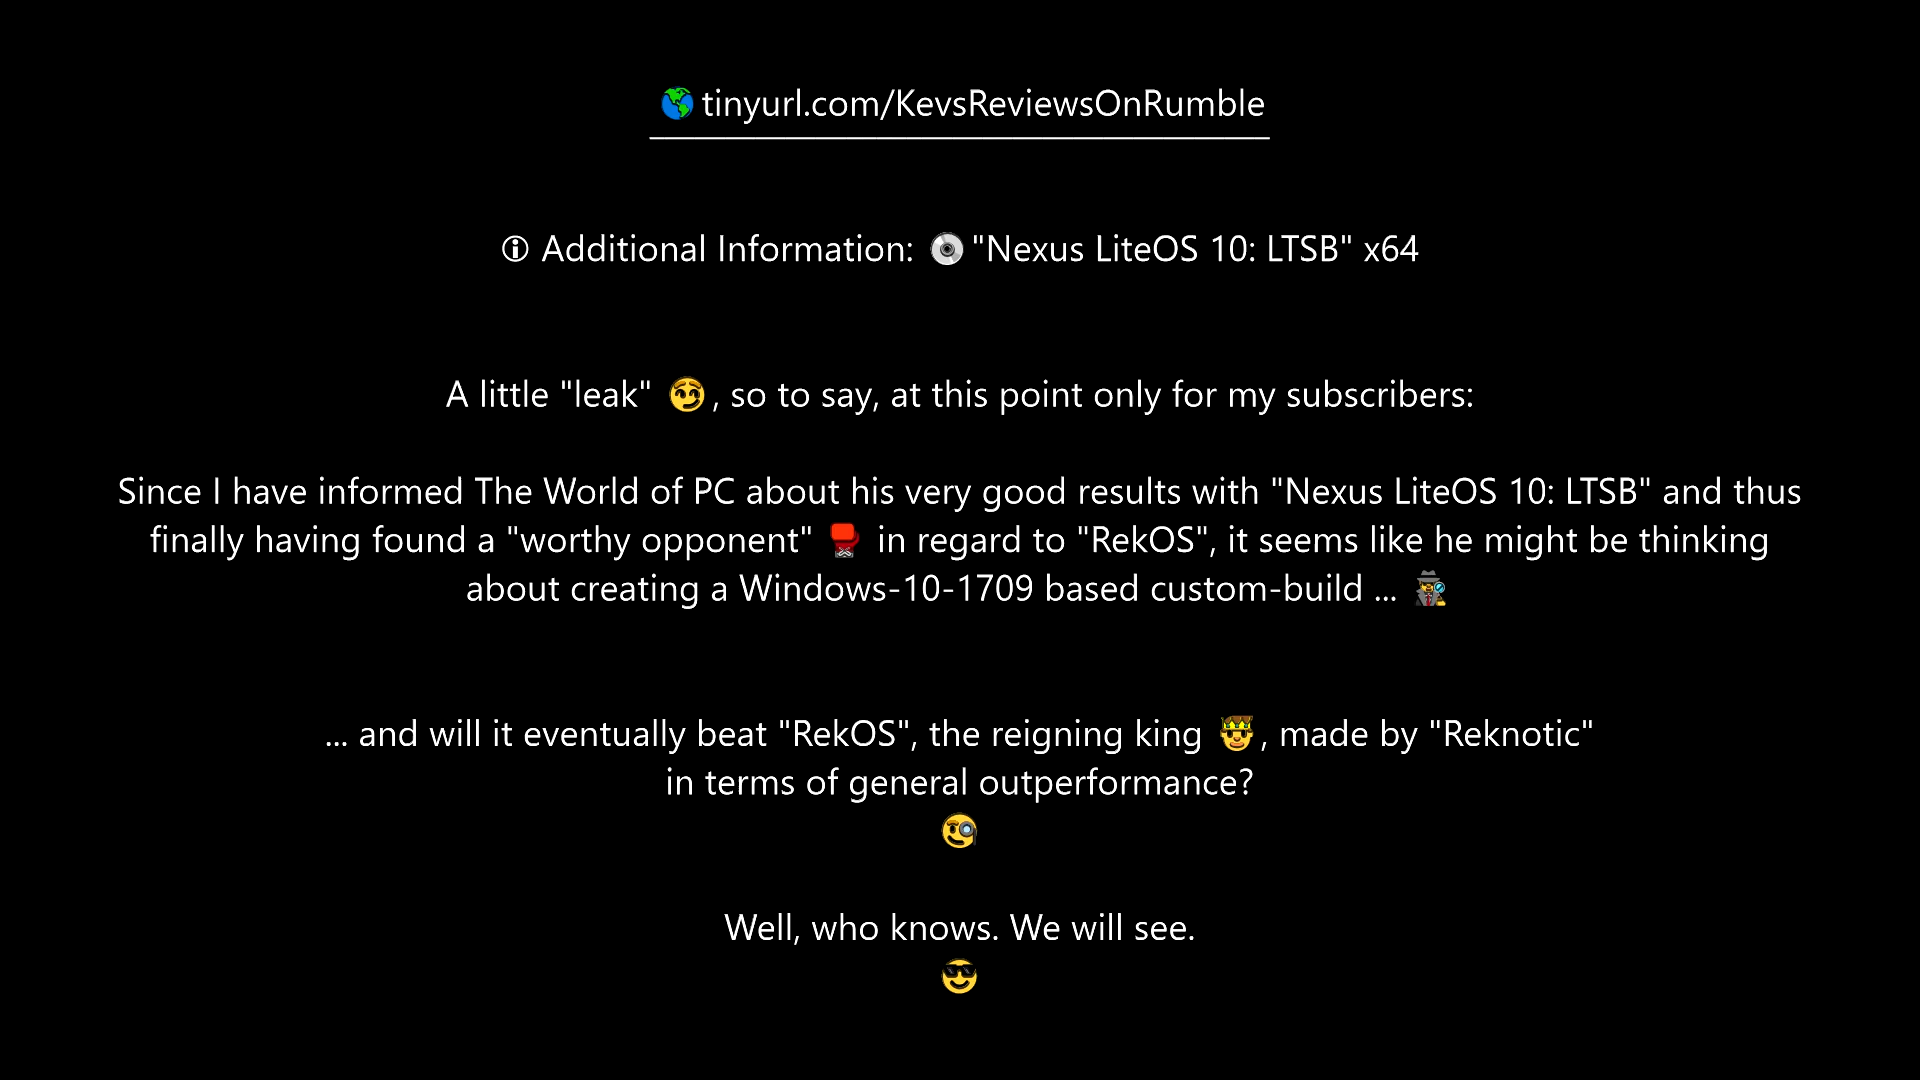 🌎 tinyurl.com/KevsReviewsOnRumble
🛈 Additional Information: 💿 "Nexus LiteOS 10: LTSB" x64
A little "leak" 😏, so to say, at this point only for my subscribers:
Since I have informed The World of PC about his very good results with "Nexus LiteOS 10: LTSB" and thus
finally having found a "worthy opponent" 🥊 in regard to "RekOS", it seems like he might be thinking
about creating a Windows-10-1709 based custom-build ... 🕵
... and will it eventually beat "RekOS", the reigning king 🤴, made by "Reknotic"
in terms of general outperformance?
🧐
Well, who knows. We will see.
😎